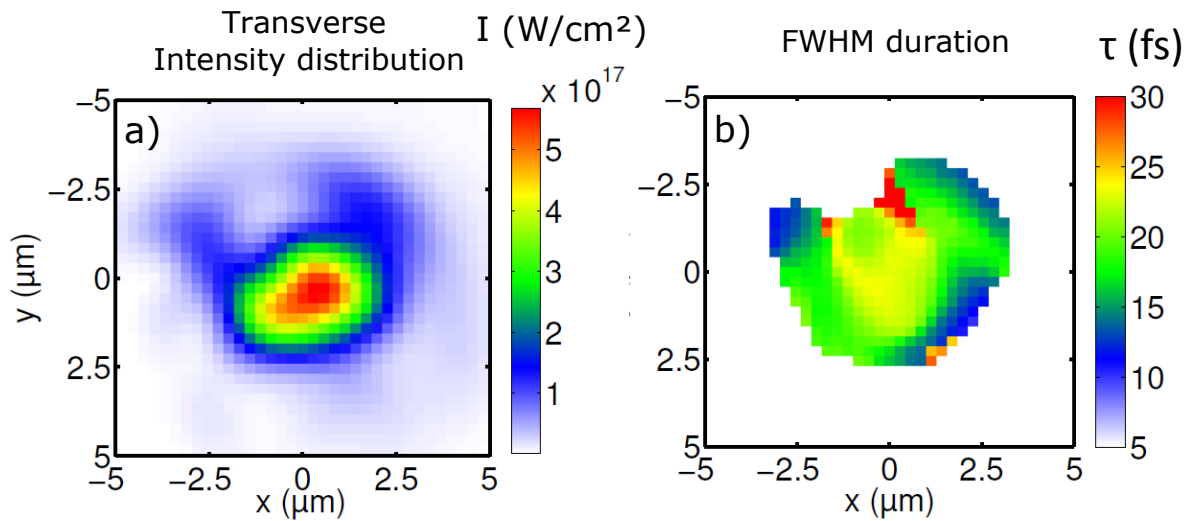 Transverse
Intensity distribution
I (W/cm²)
x 10¹⁷
a)
−5
−2.5
0
2.5
5
y (µm)
−5
−2.5
0
2.5
5
x (µm)
5
4
3
2
1
FWHM duration
τ (fs)
b)
−5
−2.5
0
2.5
5
−5
−2.5
0
2.5
5
x (µm)
30
25
20
15
10
5